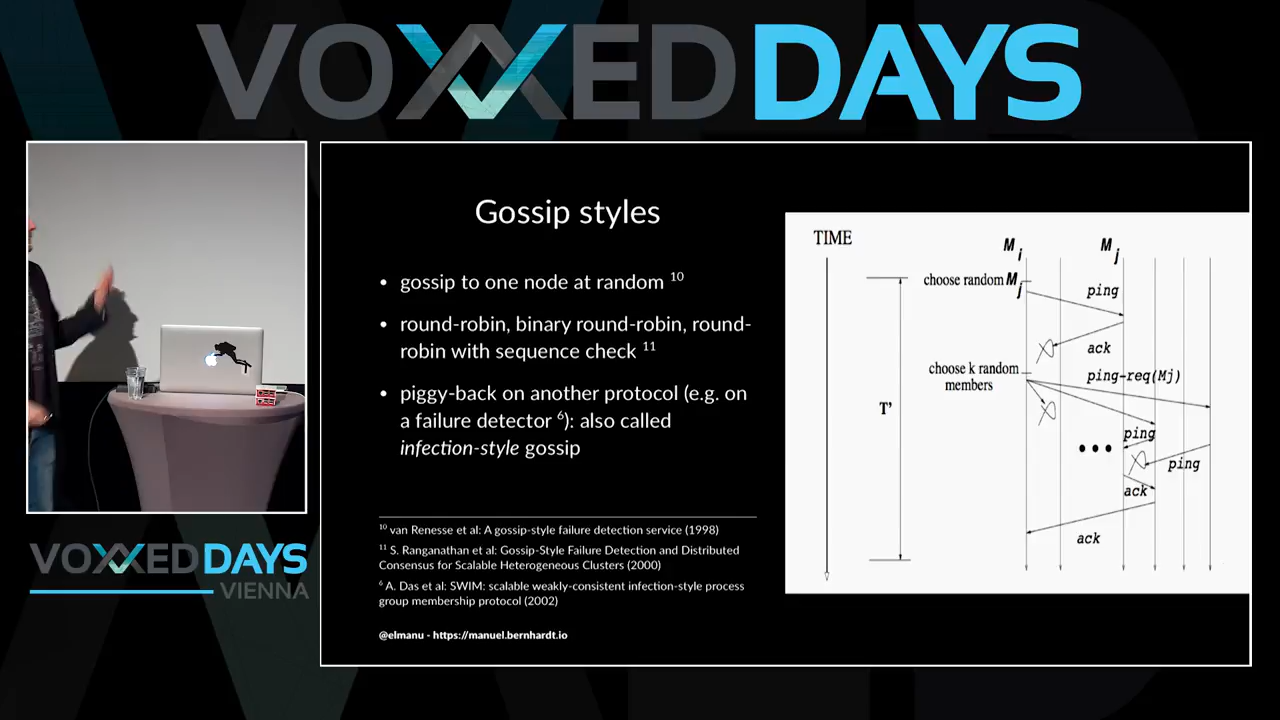 VOXXED DAYS
Gossip styles
• gossip to one node at random 10
• round-robin, binary round-robin, round-
robin with sequence check 11
• piggy-back on another protocol (e.g. on
a failure detector 6): also called
infection-style gossip
10 van Renesse et al: A gossip-style failure detection service (1998)
11 S. Ranganathan et al: Gossip-Style Failure Detection and Distributed
Consensus for Scalable Heterogeneous Clusters (2000)
6 A. Das et al: SWIM: scalable weakly-consistent infection-style process
group membership protocol (2002)
@elmanu - https://manuel.bernhardt.io
TIME
Mi
Mj
choose random Mj
ping
ack
choose k random
members
ping-req(Mj)
T'
ping
• • •
ping
ack
ack
VOXXED DAYS
VIENNA